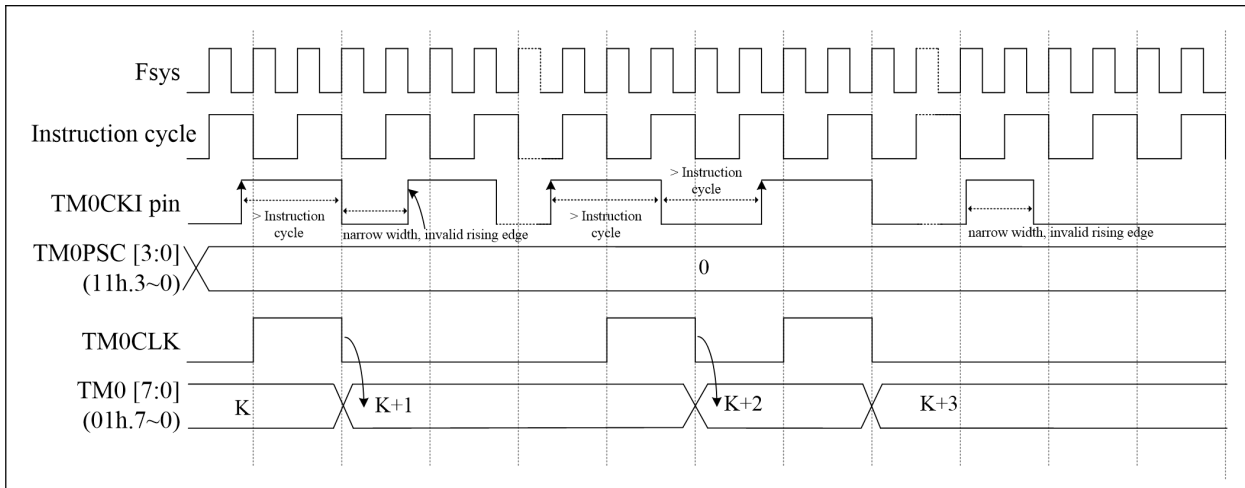 Fsys
Instruction cycle
> Instruction
cycle
TM0CKI pin
> Instruction
cycle
narrow width, invalid rising edge
> Instruction
cycle
narrow width, invalid rising edge
TM0PSC [3:0]
(11h.3~0)
0
TM0CLK
TM0 [7:0]
(01h.7~0)
K
K+1
K+2
K+3